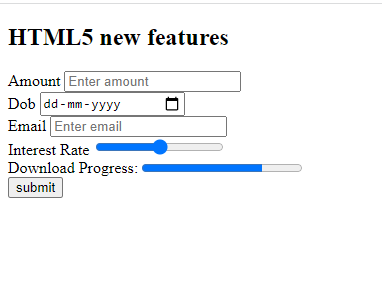 HTML5 new features
Amount Enter amount
Dob dd-mm-yyyy
Email Enter email
Interest Rate
Download Progress:
submit